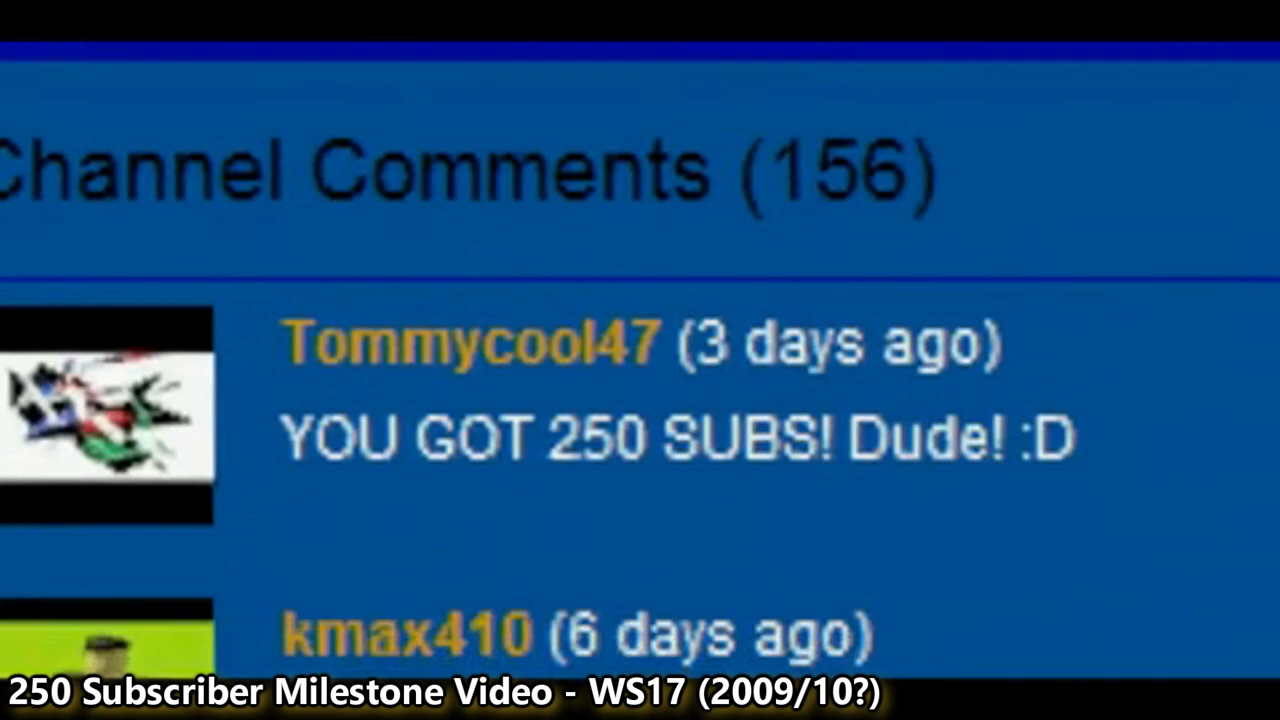 Channel Comments (156)
Tommycool47 (3 days ago)
YOU GOT 250 SUBS! Dude! :D
kmax410 (6 days ago)
250 Subscriber Milestone Video - WS17 (2009/10?)